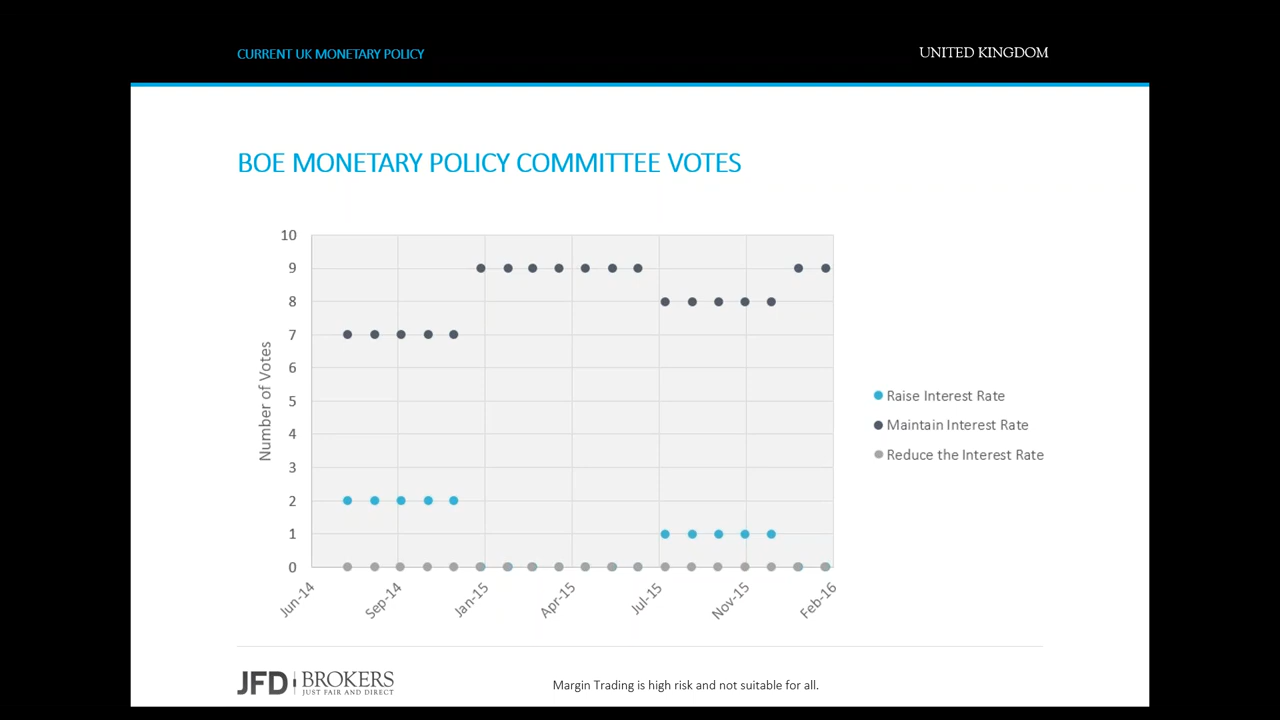 CURRENT UK MONETARY POLICY
UNITED KINGDOM
BOE MONETARY POLICY COMMITTEE VOTES
10
9
8
7
6
5
4
3
2
1
0
Number of Votes
Jun-14
Sep-14
Jan-15
Apr-15
Jul-15
Nov-15
Feb-16
Raise Interest Rate
Maintain Interest Rate
Reduce the Interest Rate
JFD BROKERS
JUST FAIR AND DIRECT
Margin Trading is high risk and not suitable for all.